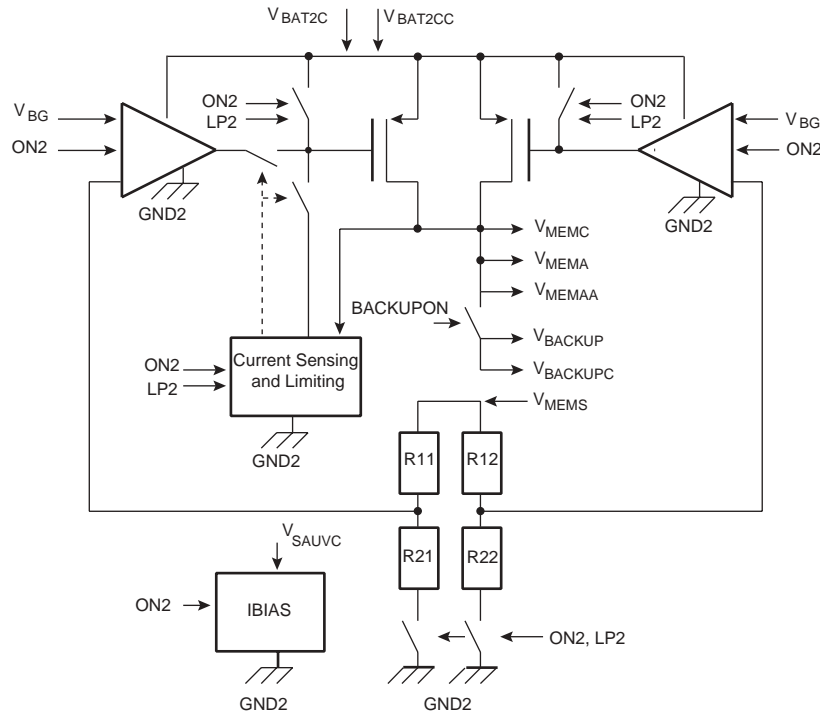 VBAT2C
VBAT2CC
VBG
ON2
ON2
LP2
ON2
LP2
VBG
ON2
GND2
GND2
VMEMC
VMEMA
VMEMAA
BACKUPON
VBACKUP
VBACKUPC
ON2
LP2
Current Sensing
and Limiting
GND2
VMEMS
R11
R12
R21
R22
VSAUVC
ON2
IBIAS
ON2, LP2
GND2
GND2